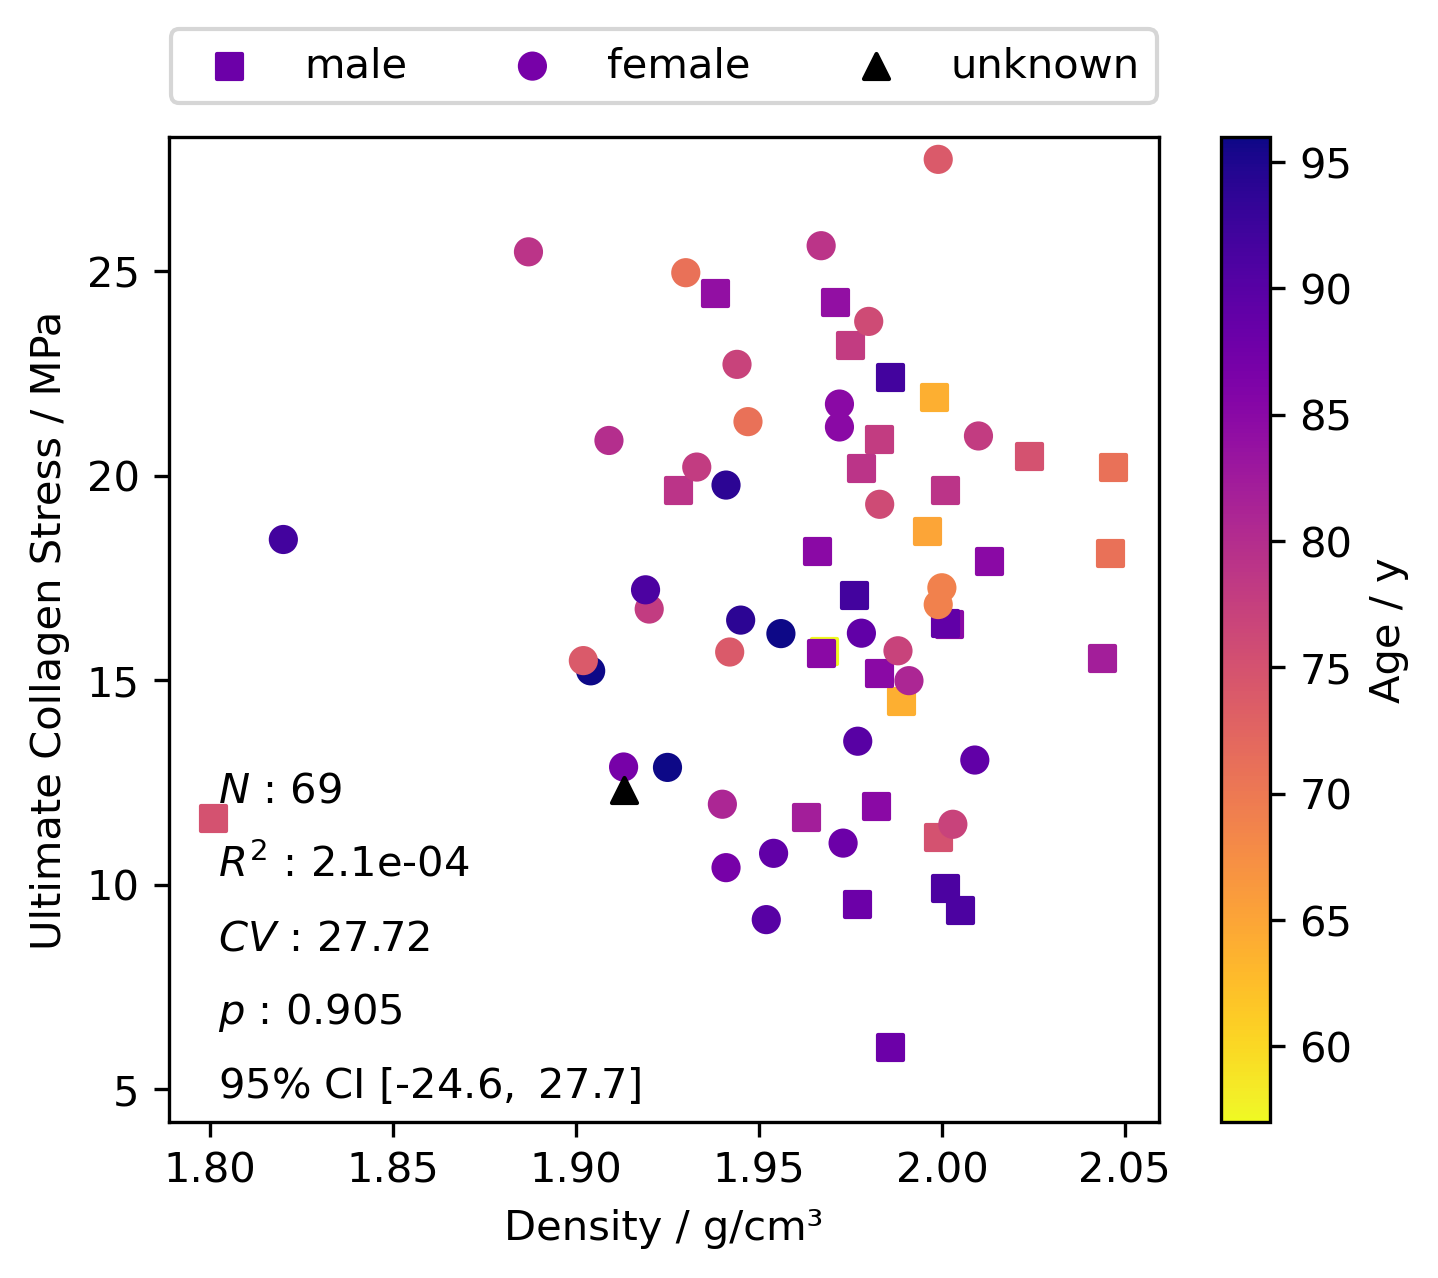 male female unknown
25
20
15
10
5
Ultimate Collagen Stress / MPa
N : 69
R² : 2.1e-04
CV : 27.72
p : 0.905
95% CI [-24.6, 27.7]
1.80 1.85 1.90 1.95 2.00 2.05
Density / g/cm³
95
90
85
80
75
70
65
60
Age / y